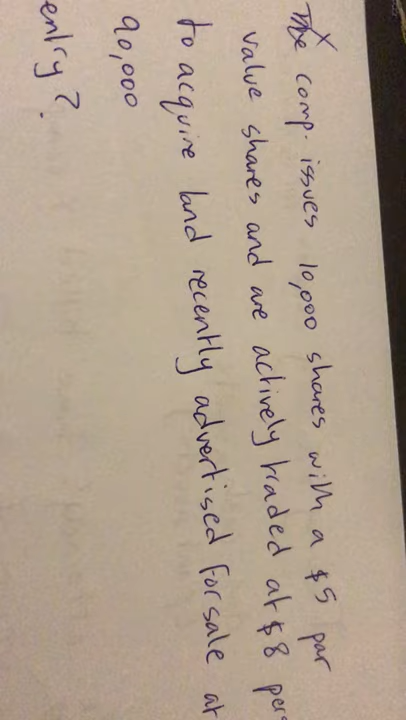 X comp. issues 10,000 shares with a $5 par
value shares and are actively traded at $8 per
to acquire land recently advertised for sale at
90,000
entry?